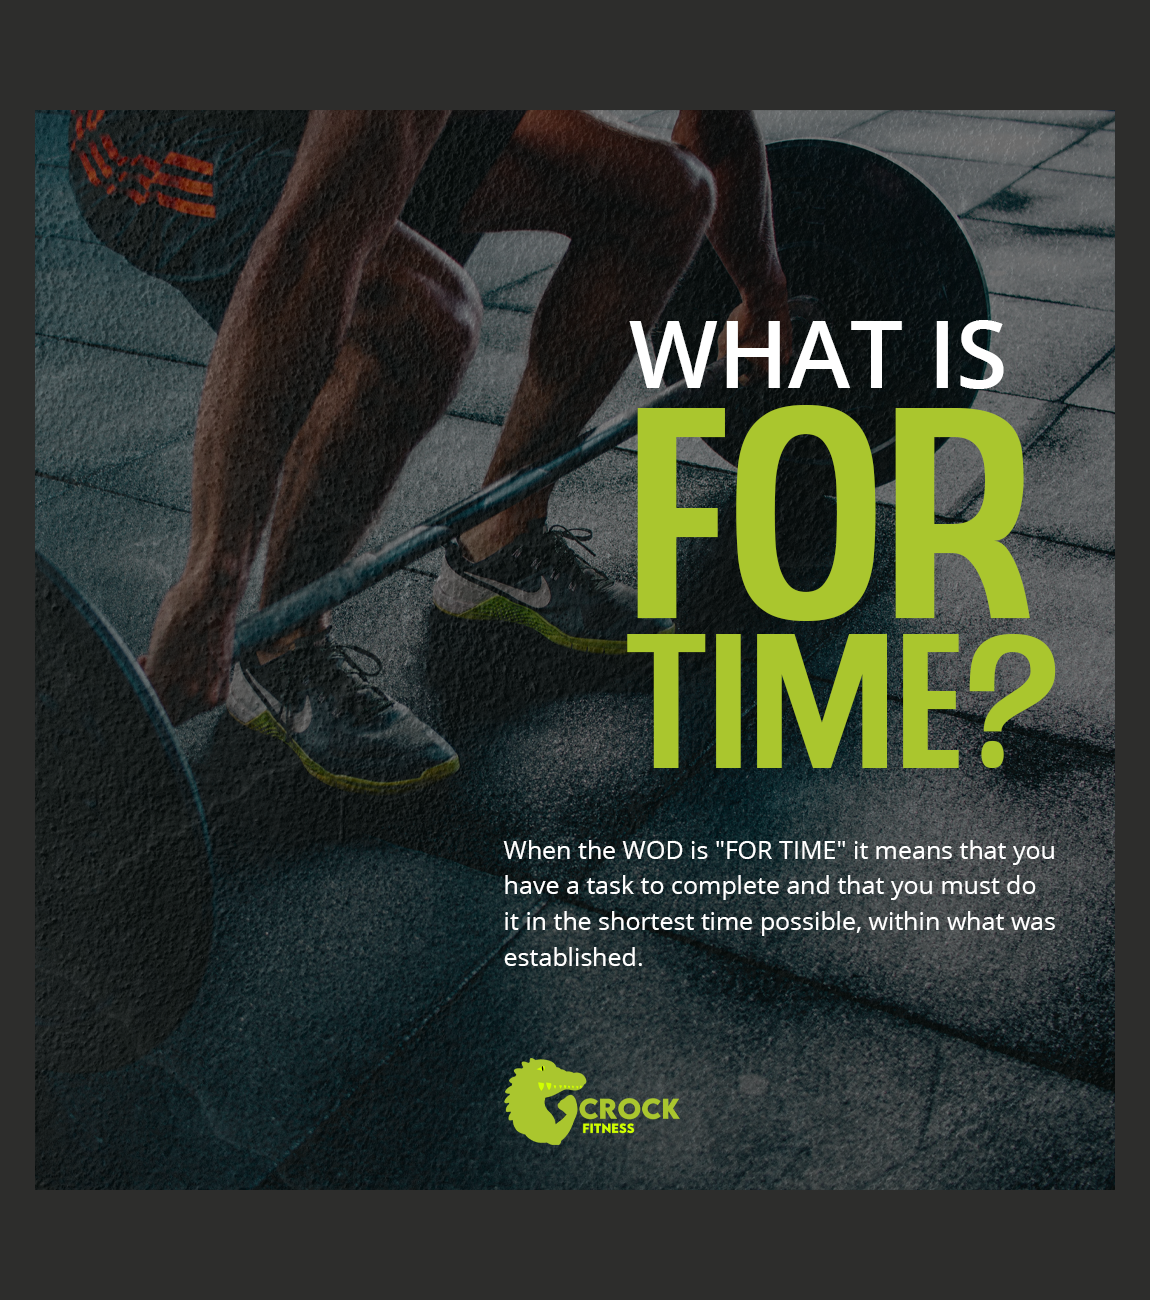 WHAT IS
FOR
TIME?
When the WOD is "FOR TIME" it means that you
have a task to complete and that you must do
it in the shortest time possible, within what was
established.
CROCK
FITNESS